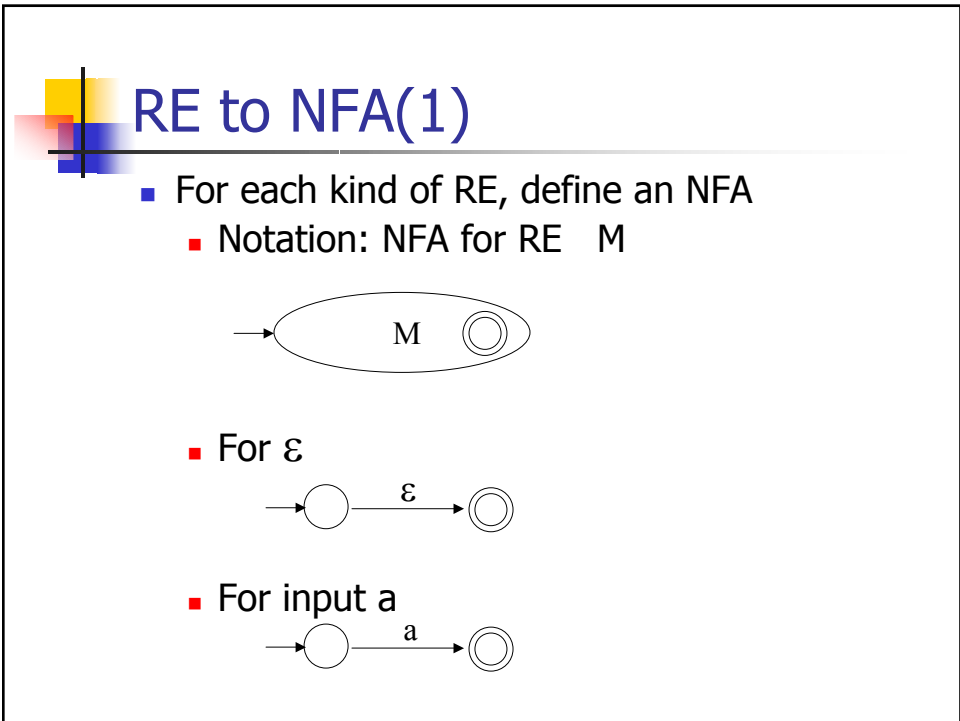 RE to NFA(1)
For each kind of RE, define an NFA
Notation: NFA for RE M
M
For ε
ε
For input a
a